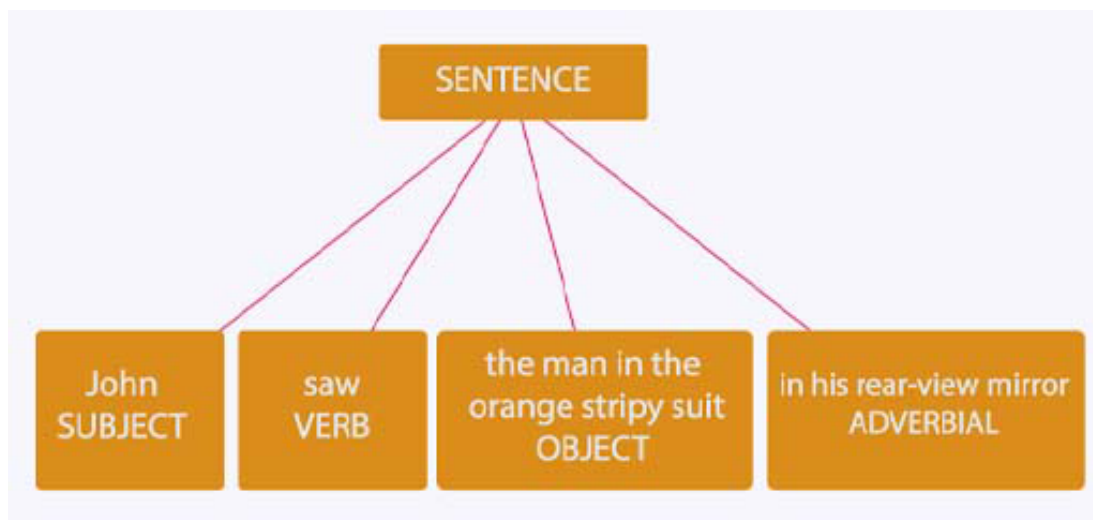 SENTENCE
John
SUBJECT
saw
VERB
the man in the
orange stripy suit
OBJECT
in his rear-view mirror
ADVERBIAL